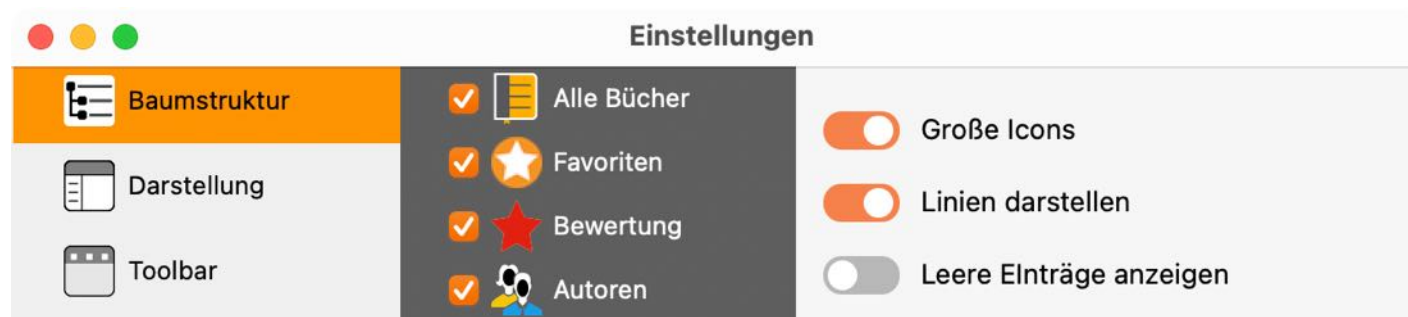 Einstellungen
Baumstruktur
Darstellung
Toolbar
Alle Bücher
Favoriten
Bewertung
Autoren
Große Icons
Linien darstellen
Leere EInträge anzeigen